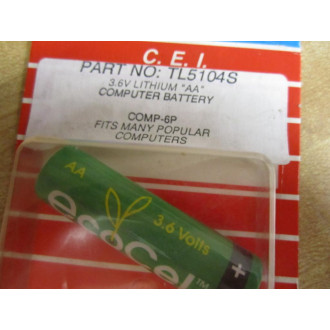 C. E. I.
PART NO: TL5104S
3.6V LITHIUM "AA"
COMPUTER BATTERY
COMP-6P
FITS MANY POPULAR
COMPUTERS
AA
3.6 Volts
ecoCel™
+